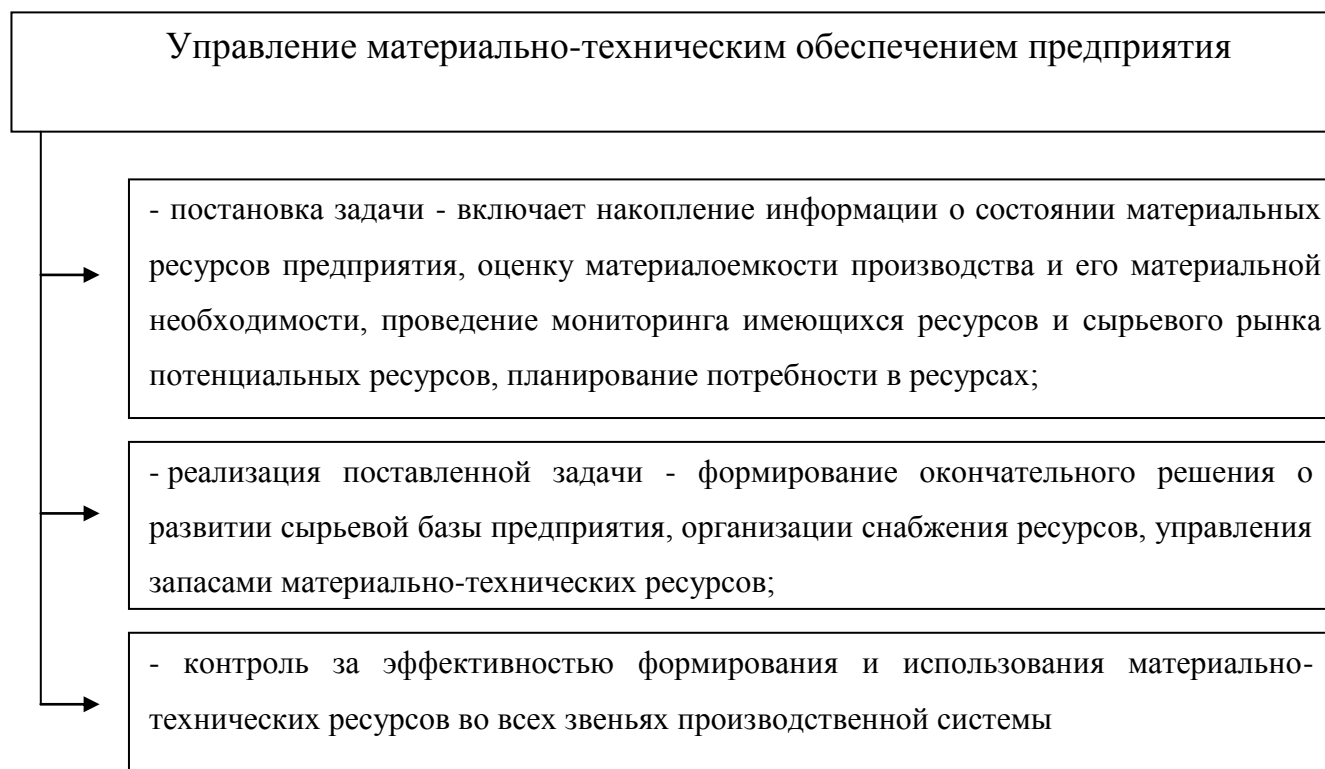 Управление материально-техническим обеспечением предприятия
- постановка задачи - включает накопление информации о состоянии материальных
ресурсов предприятия, оценку материалоемкости производства и его материальной
необходимости, проведение мониторинга имеющихся ресурсов и сырьевого рынка
потенциальных ресурсов, планирование потребности в ресурсах;
- реализация поставленной задачи - формирование окончательного решения о
развитии сырьевой базы предприятия, организации снабжения ресурсов, управления
запасами материально-технических ресурсов;
- контроль за эффективностью формирования и использования материально-
технических ресурсов во всех звеньях производственной системы